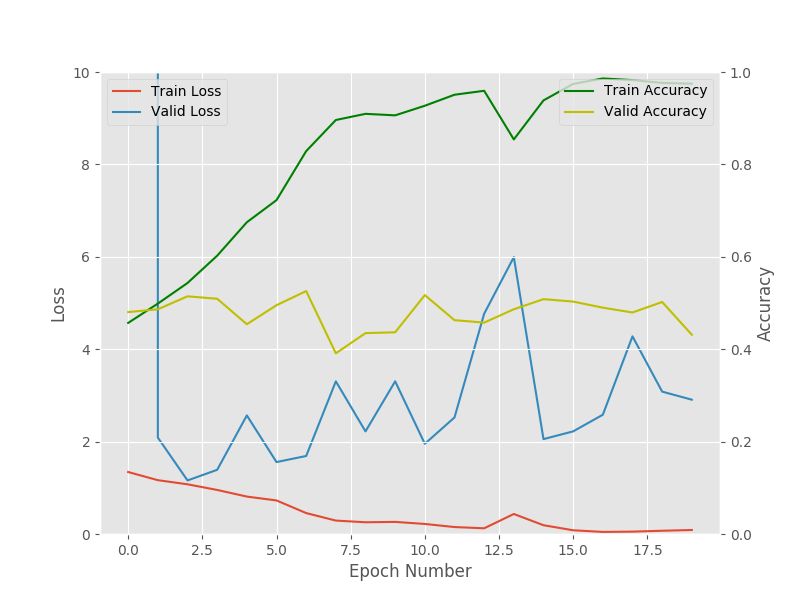 10
8
6
4
2
0
Loss
Train Loss
Valid Loss
Train Accuracy
Valid Accuracy
1.0
0.8
0.6
0.4
0.2
0.0
Accuracy
0.0 2.5 5.0 7.5 10.0 12.5 15.0 17.5
Epoch Number